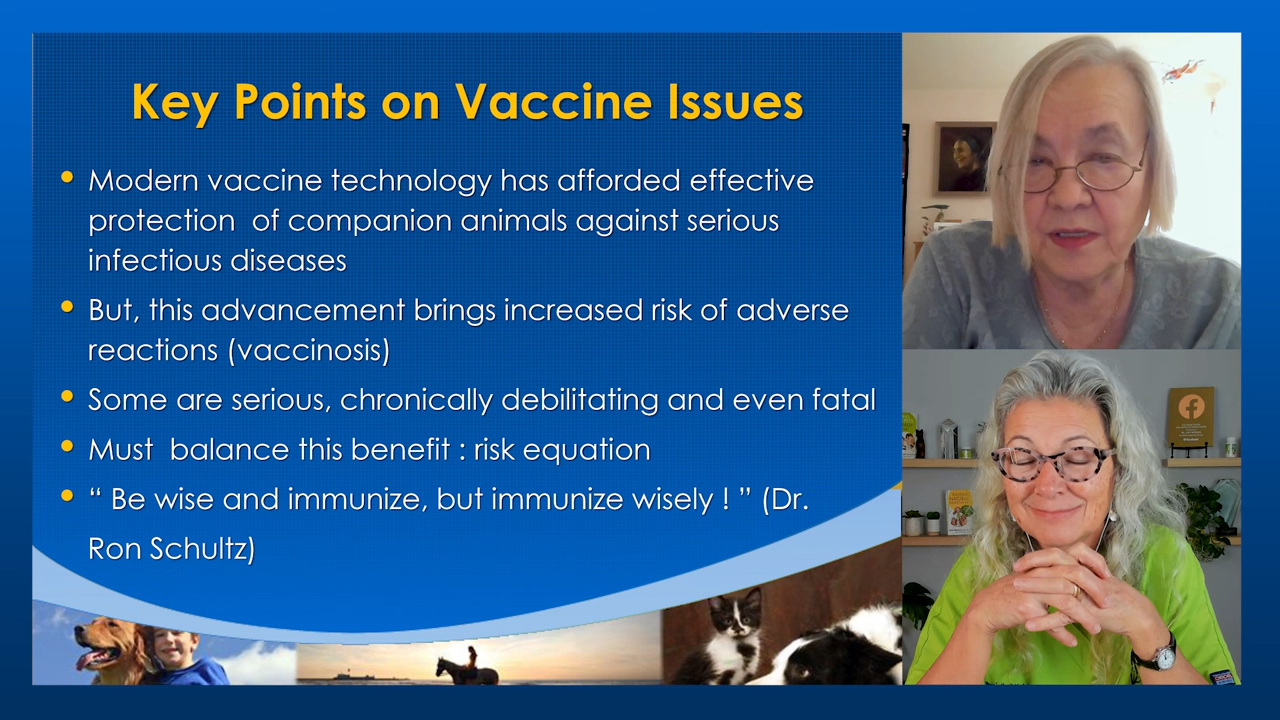 Key Points on Vaccine Issues
Modern vaccine technology has afforded effective
protection of companion animals against serious
infectious diseases
But, this advancement brings increased risk of adverse
reactions (vaccinosis)
Some are serious, chronically debilitating and even fatal
Must balance this benefit : risk equation
“ Be wise and immunize, but immunize wisely ! ” (Dr.
Ron Schultz)